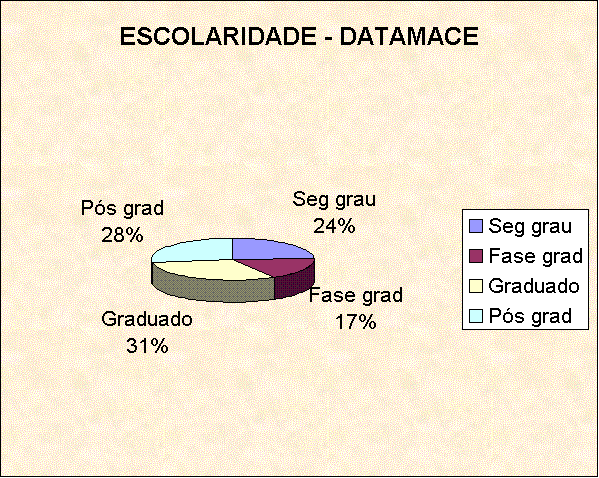 ESCOLARIDADE - DATAMACE
Pós grad
28%
Seg grau
24%
Graduado
31%
Fase grad
17%
Seg grau
Fase grad
Graduado
Pós grad